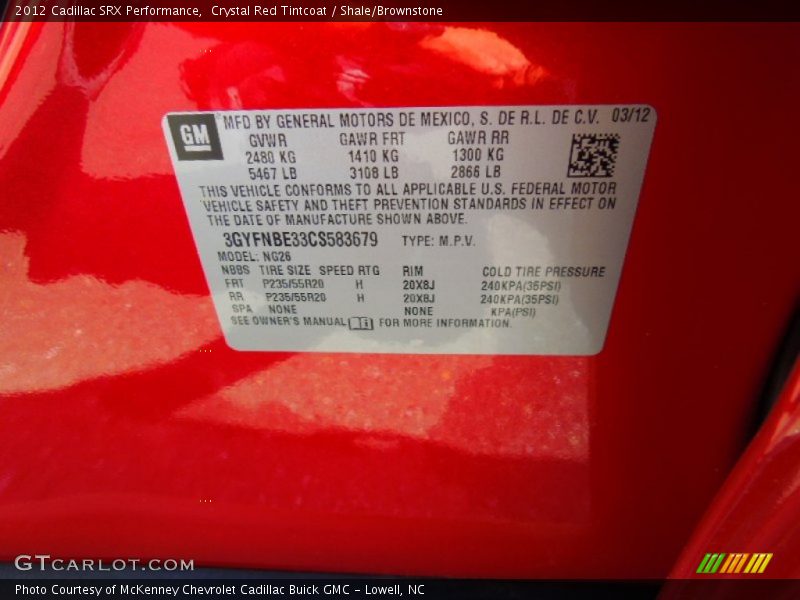 2012 Cadillac SRX Performance,  Crystal Red Tintcoat / Shale/Brownstone
GM MFD BY GENERAL MOTORS DE MEXICO, S. DE R.L. DE C.V. 03/12
GVWR GAWR FRT GAWR RR
2480 KG 1410 KG 1300 KG
5467 LB 3108 LB 2866 LB
THIS VEHICLE CONFORMS TO ALL APPLICABLE U.S. FEDERAL MOTOR
VEHICLE SAFETY AND THEFT PREVENTION STANDARDS IN EFFECT ON
THE DATE OF MANUFACTURE SHOWN ABOVE.
3GYFNBE33CS583679 TYPE: M.P.V.
MODEL: NG26
NBBS TIRE SIZE SPEED RTG RIM COLD TIRE PRESSURE
FRT P235/55R20 H 20X8J 240KPA(35PSI)
RR P235/55R20 H 20X8J 240KPA(35PSI)
SPA NONE NONE KPA(PSI)
SEE OWNER'S MANUAL FOR MORE INFORMATION.
GTCARLOT.COM
Photo Courtesy of McKenney Chevrolet Cadillac Buick GMC - Lowell, NC